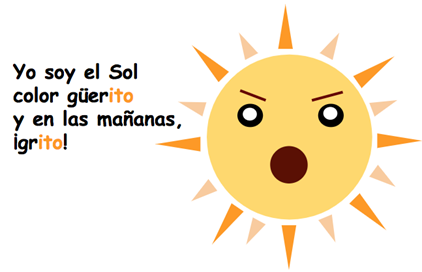 Yo soy el Sol
color güerito
y en las mañanas,
¡grito!